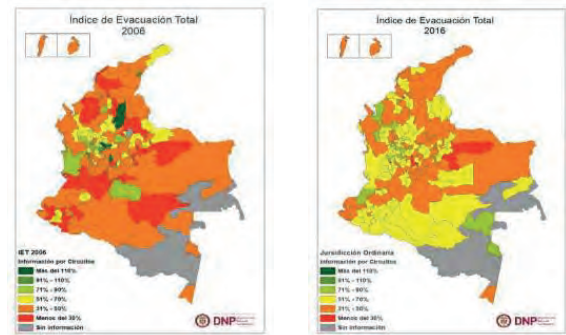 Índice de Evacuación Total
2006
IET 2006
Información por Circuitos
Más del 110%
91% - 110%
71% - 90%
51% - 70%
31% - 50%
Menos del 30%
Sin información
DNP
Índice de Evacuación Total
2016
Jurisdicción Ordinaria
Información por Circuitos
Más del 110%
91% - 110%
71% - 90%
51% - 70%
31% - 50%
Menos del 30%
Sin información
DNP